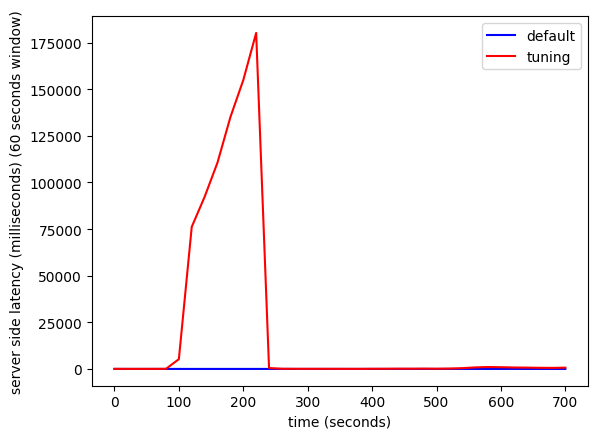 server side latency (milliseconds) (60 seconds window)
175000
150000
125000
100000
75000
50000
25000
0
0 100 200 300 400 500 600 700
time (seconds)
default
tuning